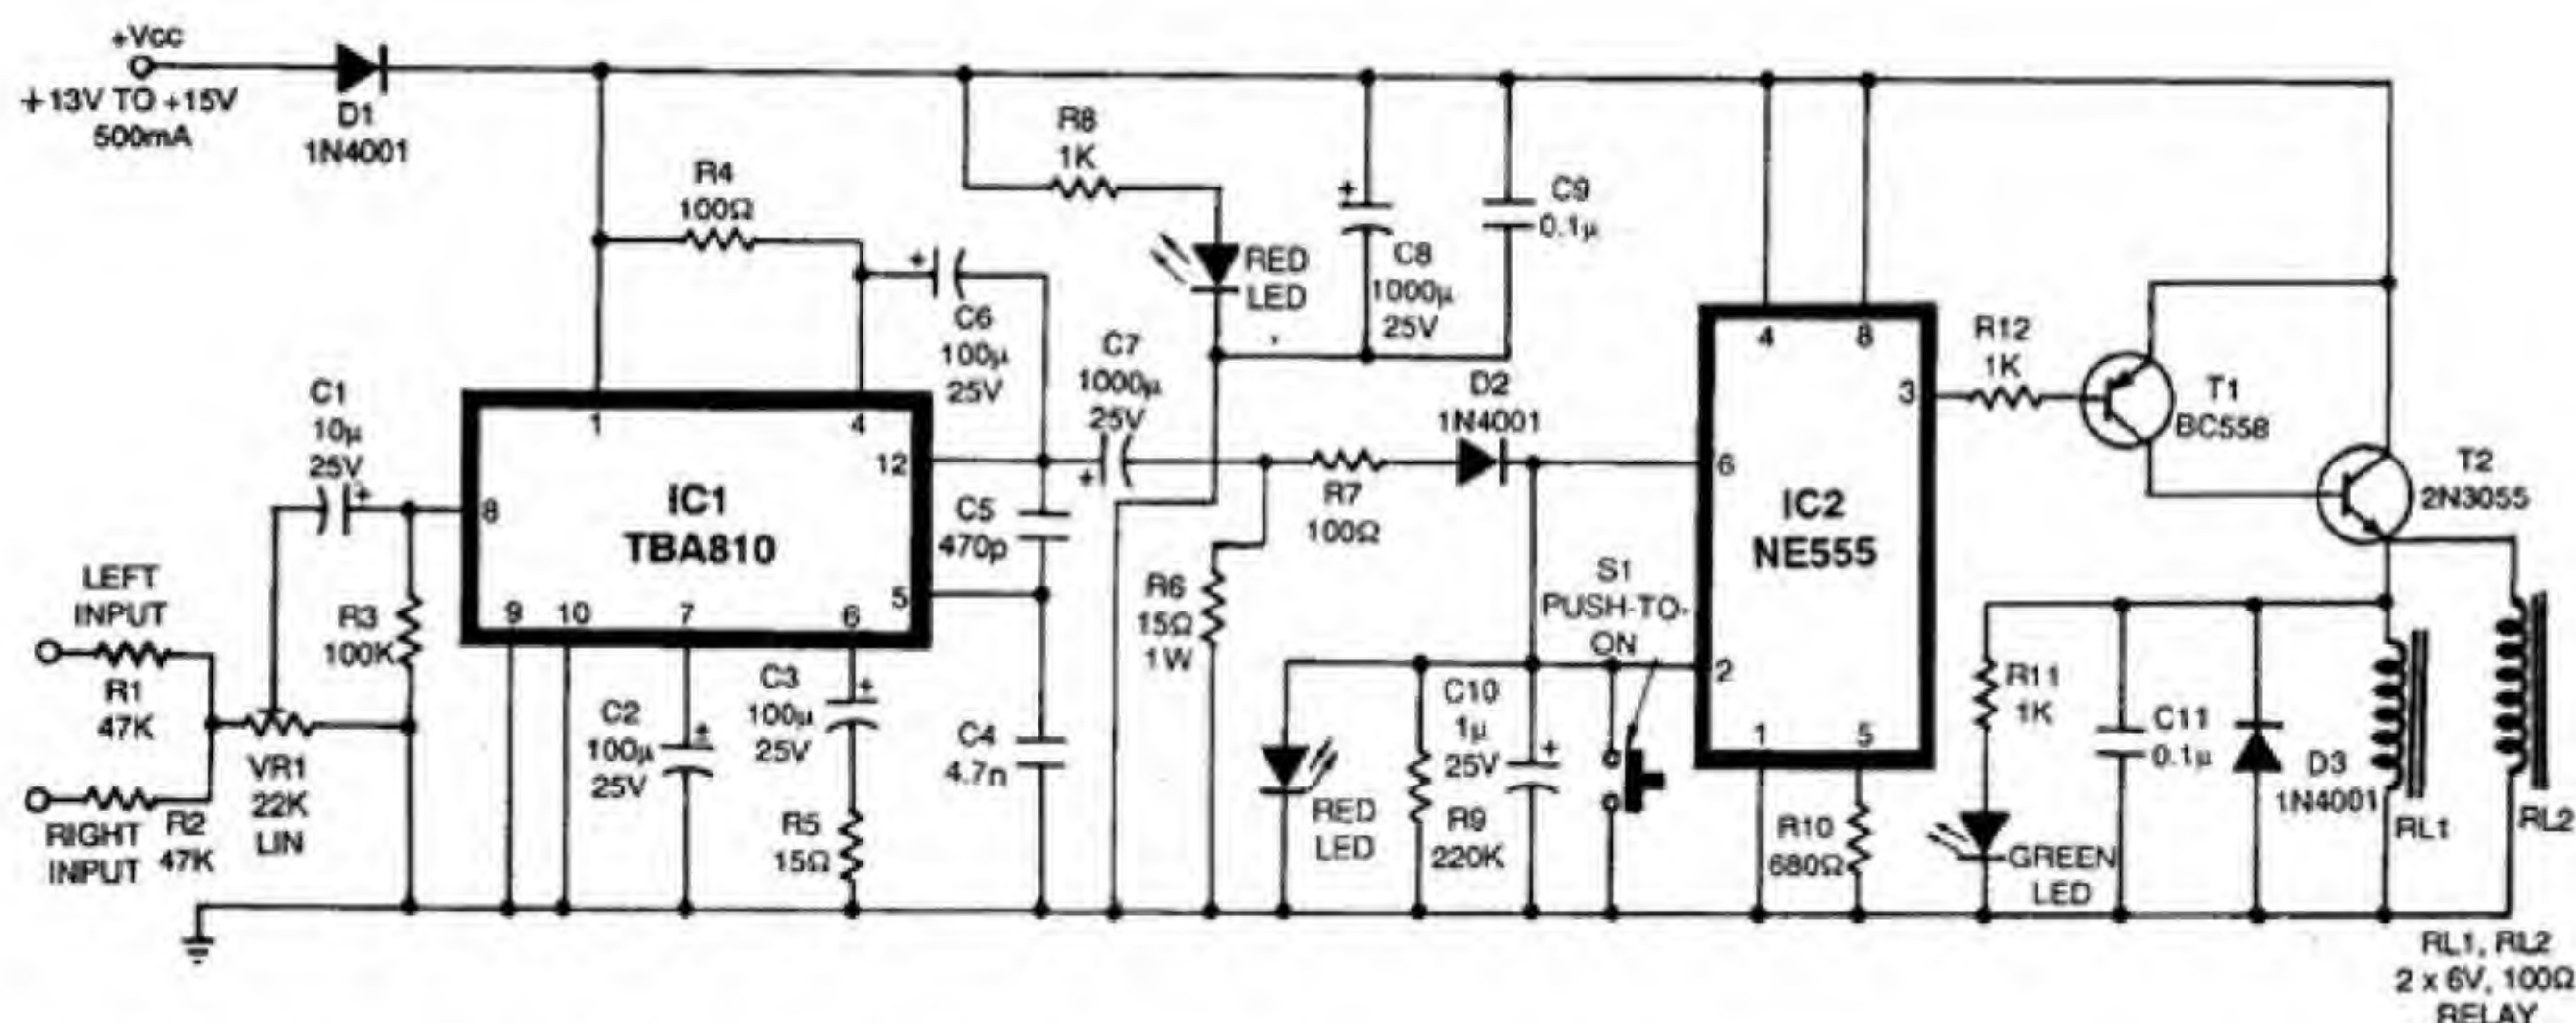 +Vcc
+13V TO +15V
500mA
D1
1N4001
R4
100Ω
R8
1K
RED
LED
C8
1000µ
25V
C9
0.1µ
+
+
C6
100µ
25V
C7
1000µ
25V
+
D2
1N4001
R7
100Ω
C1
10µ
25V
+
IC1
TBA810
1
4
12
8
5
9
10
7
6
C5
470p
LEFT
INPUT
R1
47K
RIGHT
INPUT
R2
47K
VR1
22K
LIN
R3
100K
C2
100µ
25V
+
C3
100µ
25V
+
R5
15Ω
C4
4.7n
R6
15Ω
1W
RED
LED
R9
220K
C10
1µ
25V
+
S1
PUSH-TO-
ON
IC2
NE555
4
8
3
6
2
1
5
R10
680Ω
R12
1K
T1
BC558
T2
2N3055
R11
1K
GREEN
LED
C11
0.1µ
D3
1N4001
RL1
RL2
RL1, RL2
2 x 6V, 100Ω
RELAY